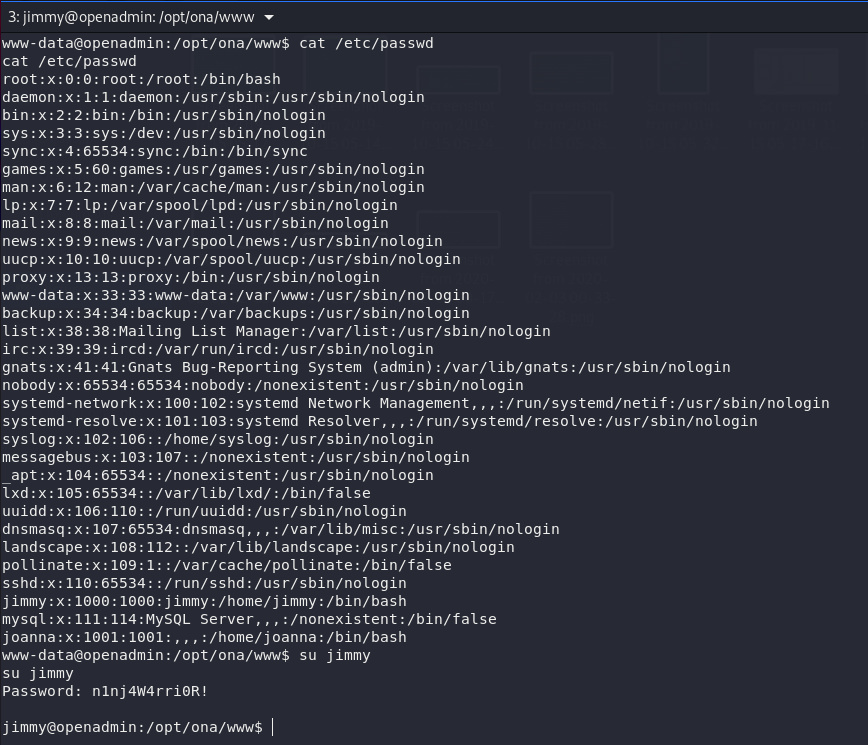 3: jimmy@openadmin: /opt/ona/www
www-data@openadmin:/opt/ona/www$ cat /etc/passwd
cat /etc/passwd
root:x:0:0:root:/root:/bin/bash
daemon:x:1:1:daemon:/usr/sbin:/usr/sbin/nologin
bin:x:2:2:bin:/bin:/usr/sbin/nologin
sys:x:3:3:sys:/dev:/usr/sbin/nologin
sync:x:4:65534:sync:/bin:/bin/sync
games:x:5:60:games:/usr/games:/usr/sbin/nologin
man:x:6:12:man:/var/cache/man:/usr/sbin/nologin
lp:x:7:7:lp:/var/spool/lpd:/usr/sbin/nologin
mail:x:8:8:mail:/var/mail:/usr/sbin/nologin
news:x:9:9:news:/var/spool/news:/usr/sbin/nologin
uucp:x:10:10:uucp:/var/spool/uucp:/usr/sbin/nologin
proxy:x:13:13:proxy:/bin:/usr/sbin/nologin
www-data:x:33:33:www-data:/var/www:/usr/sbin/nologin
backup:x:34:34:backup:/var/backups:/usr/sbin/nologin
list:x:38:38:Mailing List Manager:/var/list:/usr/sbin/nologin
irc:x:39:39:ircd:/var/run/ircd:/usr/sbin/nologin
gnats:x:41:41:Gnats Bug-Reporting System (admin):/var/lib/gnats:/usr/sbin/nologin
nobody:x:65534:65534:nobody:/nonexistent:/usr/sbin/nologin
systemd-network:x:100:102:systemd Network Management,,,:/run/systemd/netif:/usr/sbin/nologin
systemd-resolve:x:101:103:systemd Resolver,,,:/run/systemd/resolve:/usr/sbin/nologin
syslog:x:102:106::/home/syslog:/usr/sbin/nologin
messagebus:x:103:107::/nonexistent:/usr/sbin/nologin
_apt:x:104:65534::/nonexistent:/usr/sbin/nologin
lxd:x:105:65534::/var/lib/lxd/:/bin/false
uuidd:x:106:110::/run/uuidd:/usr/sbin/nologin
dnsmasq:x:107:65534:dnsmasq,,,:/var/lib/misc:/usr/sbin/nologin
landscape:x:108:112::/var/lib/landscape:/usr/sbin/nologin
pollinate:x:109:1::/var/cache/pollinate:/bin/false
sshd:x:110:65534::/run/sshd:/usr/sbin/nologin
jimmy:x:1000:1000:jimmy:/home/jimmy:/bin/bash
mysql:x:111:114:MySQL Server,,,:/nonexistent:/bin/false
joanna:x:1001:1001:,,,:/home/joanna:/bin/bash
www-data@openadmin:/opt/ona/www$ su jimmy
su jimmy
Password: n1nj4W4rri0R!
jimmy@openadmin:/opt/ona/www$